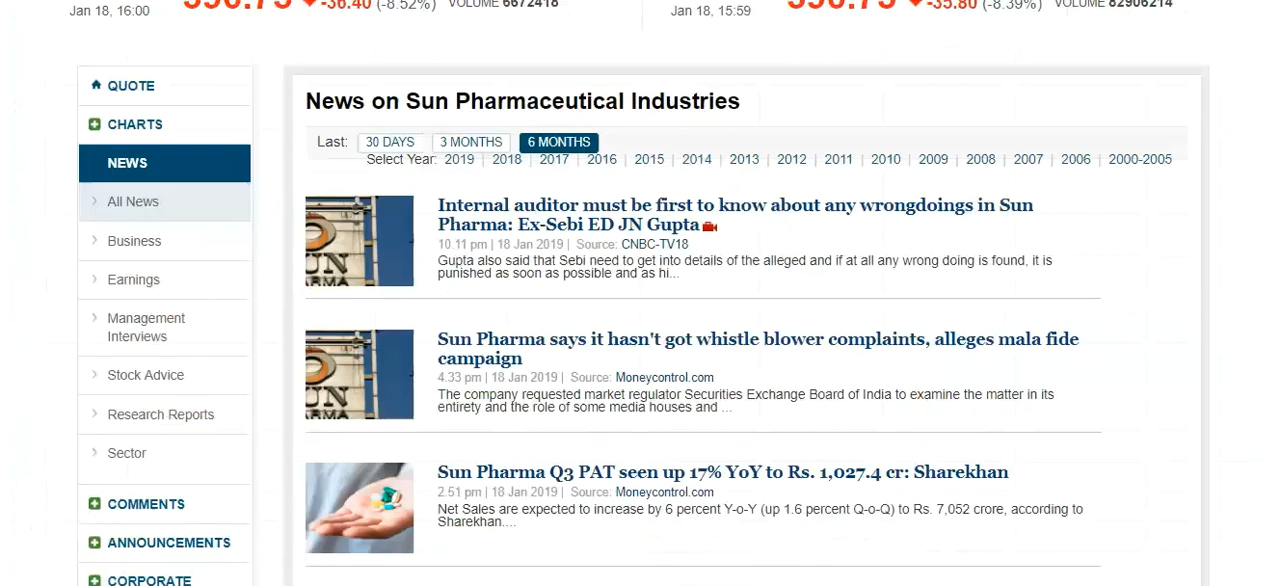 -36.40 (-8.52%) VOLUME 6672418
Jan 18, 16:00
-35.80 (-8.39%) VOLUME 82906214
Jan 18, 15:59
QUOTE
CHARTS
NEWS
All News
Business
Earnings
Management
Interviews
Stock Advice
Research Reports
Sector
COMMENTS
ANNOUNCEMENTS
CORPORATE
News on Sun Pharmaceutical Industries
Last: 30 DAYS 3 MONTHS 6 MONTHS
Select Year: 2019 | 2018 | 2017 | 2016 | 2015 | 2014 | 2013 | 2012 | 2011 | 2010 | 2009 | 2008 | 2007 | 2006 | 2000-2005
Internal auditor must be first to know about any wrongdoings in Sun
Pharma: Ex-Sebi ED JN Gupta
10.11 pm | 18 Jan 2019 | Source: CNBC-TV18
Gupta also said that Sebi need to get into details of the alleged and if at all any wrong doing is found, it is
punished as soon as possible and as hi...
Sun Pharma says it hasn't got whistle blower complaints, alleges mala fide
campaign
4.33 pm | 18 Jan 2019 | Source: Moneycontrol.com
The company requested market regulator Securities Exchange Board of India to examine the matter in its
entirety and the role of some media houses and ...
Sun Pharma Q3 PAT seen up 17% YoY to Rs. 1,027.4 cr: Sharekhan
2.51 pm | 18 Jan 2019 | Source: Moneycontrol.com
Net Sales are expected to increase by 6 percent Y-o-Y (up 1.6 percent Q-o-Q) to Rs. 7,052 crore, according to
Sharekhan....